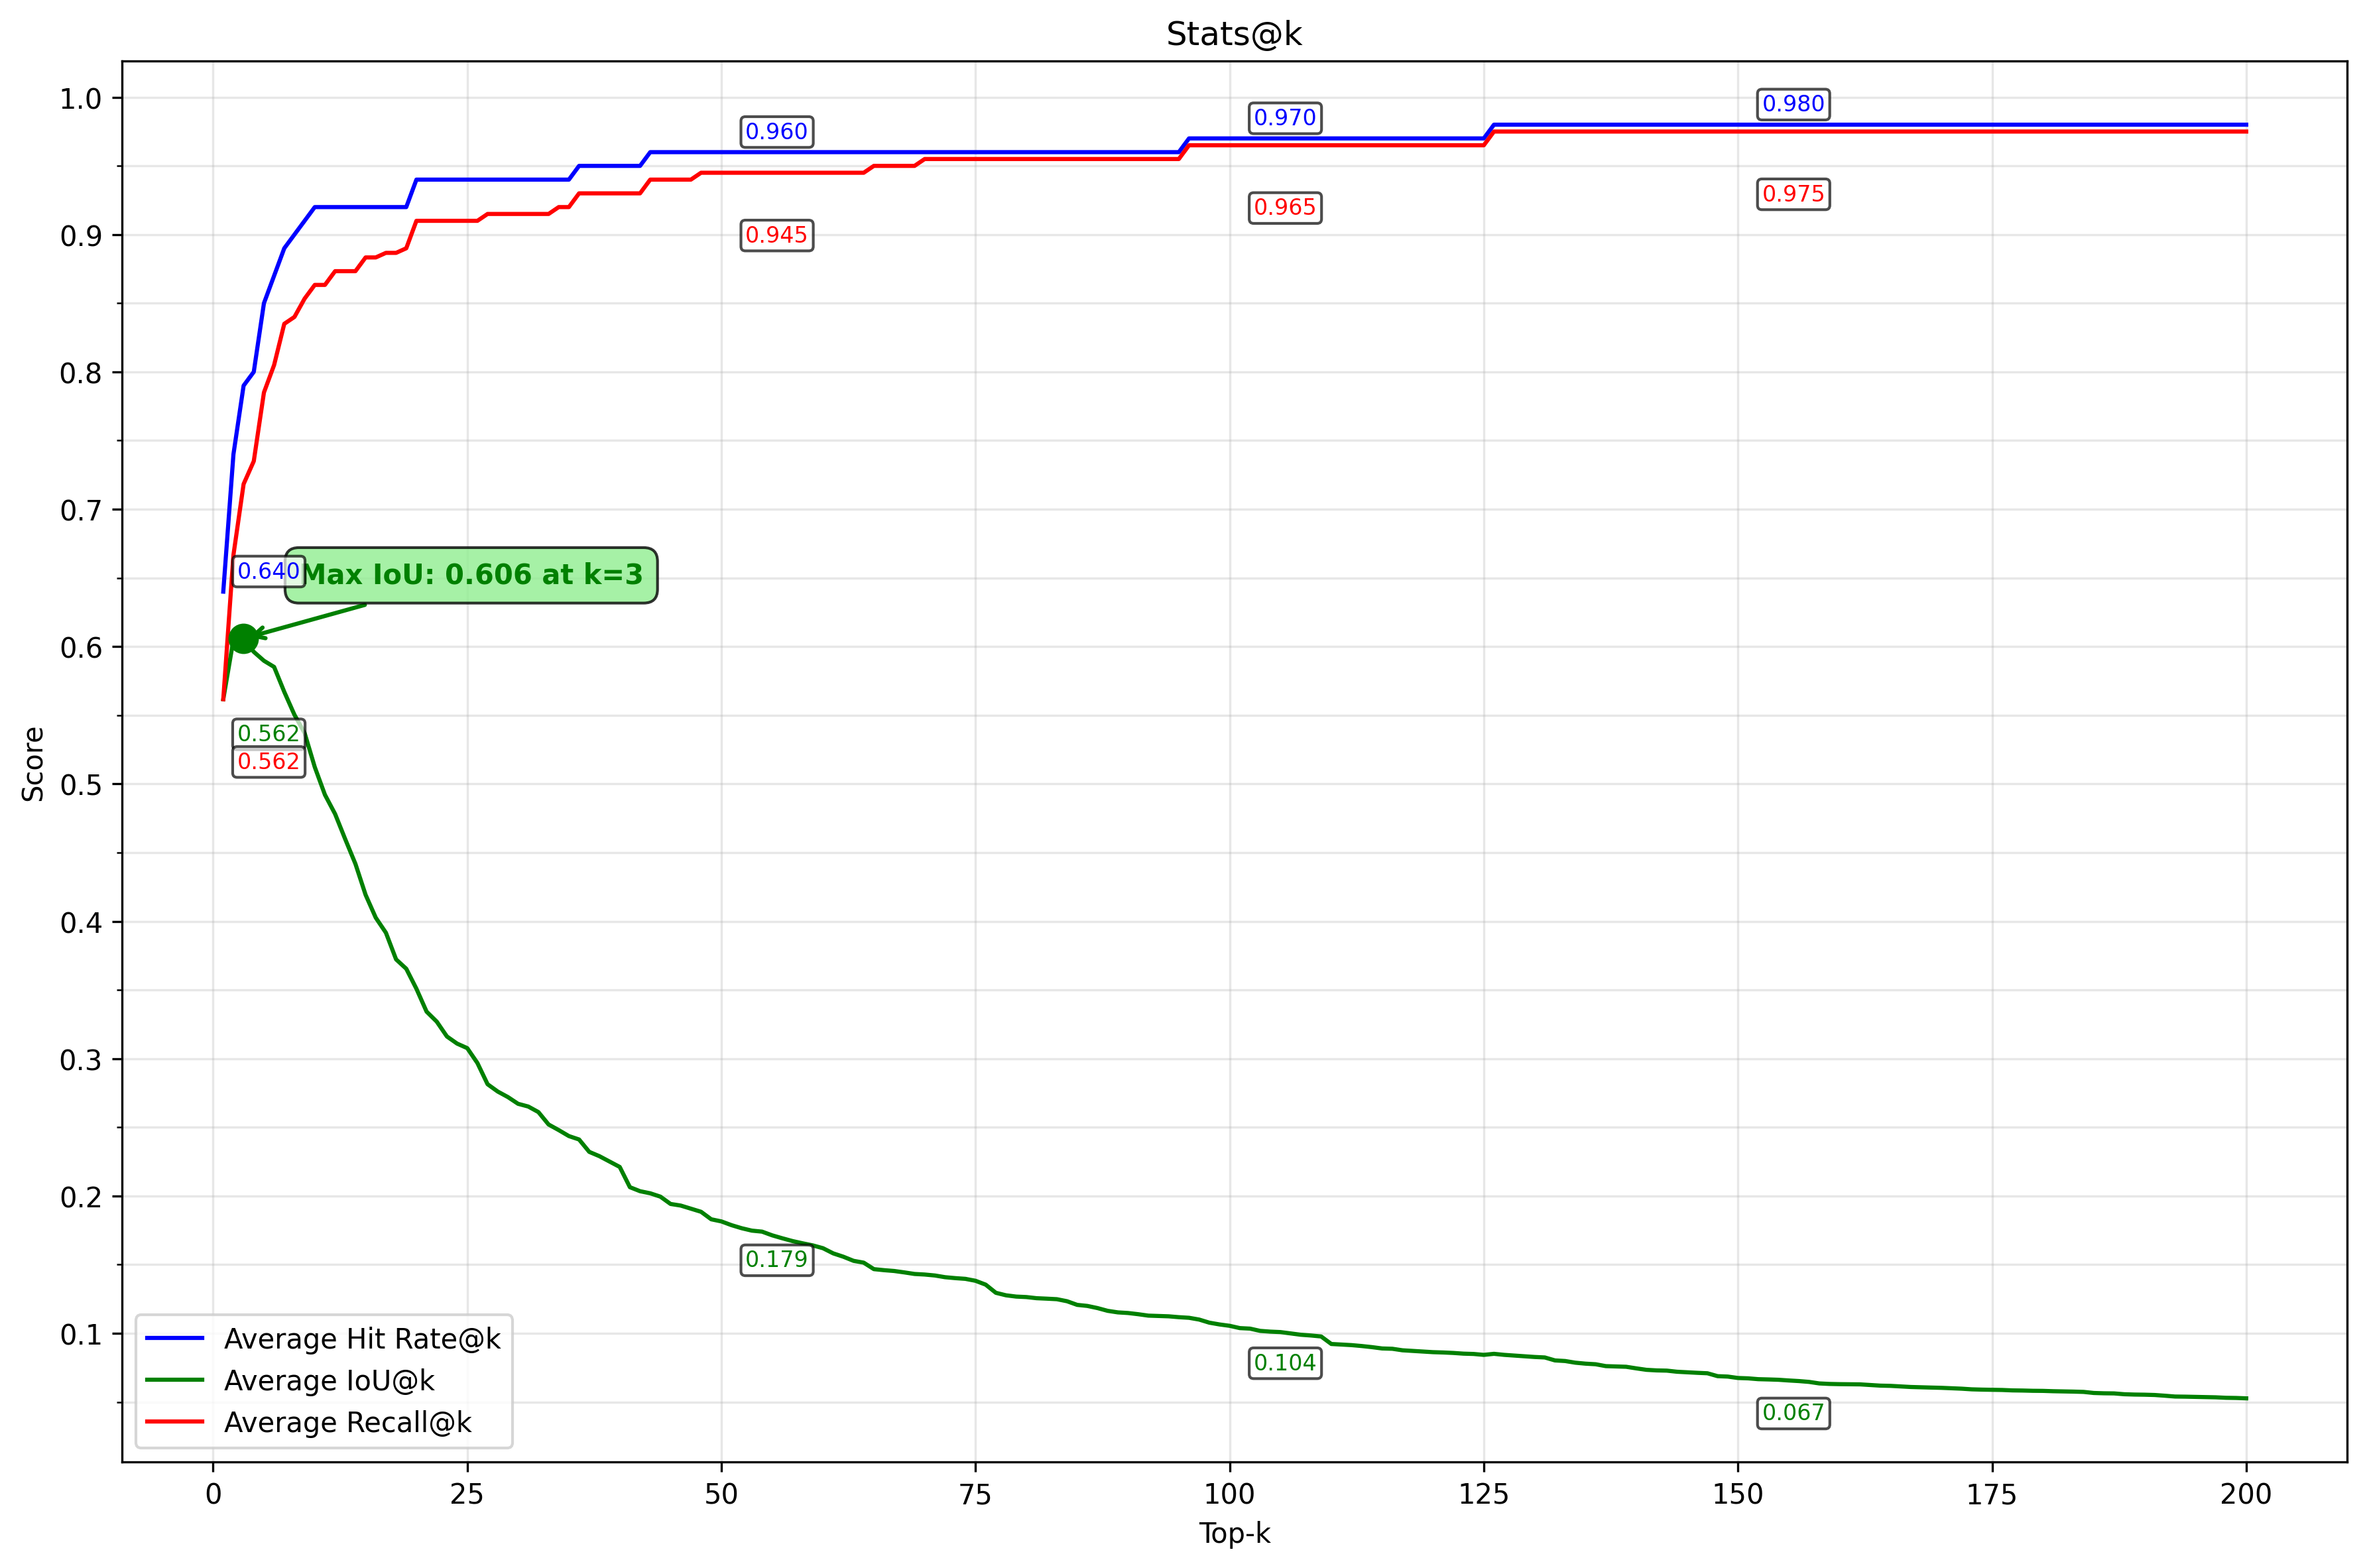 Stats@k
1.0
0.9
0.8
0.7
0.6
0.5
0.4
0.3
0.2
0.1
Score
0.960
0.970
0.980
0.945
0.965
0.975
0.640
Max IoU: 0.606 at k=3
0.562
0.562
0.179
0.104
0.067
Average Hit Rate@k
Average IoU@k
Average Recall@k
0 25 50 75 100 125 150 175 200
Top-k